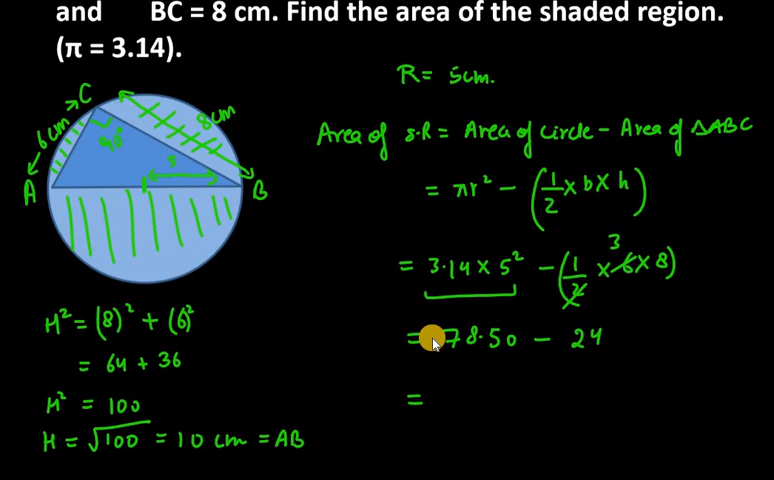 and BC = 8 cm. Find the area of the shaded region.
(π = 3.14).
R = 5cm.
C
6cm
8cm
90°
5
A
B
Area of S.R = Area of circle - Area of ΔABC
= πr² - (1/2 x b x h)
= 3.14 x 5² - (1/2 x 6 x 8)
3
= 78.50 - 24
=
H² = (8)² + (6)²
= 64 + 36
H² = 100
H = √100 = 10 cm = AB